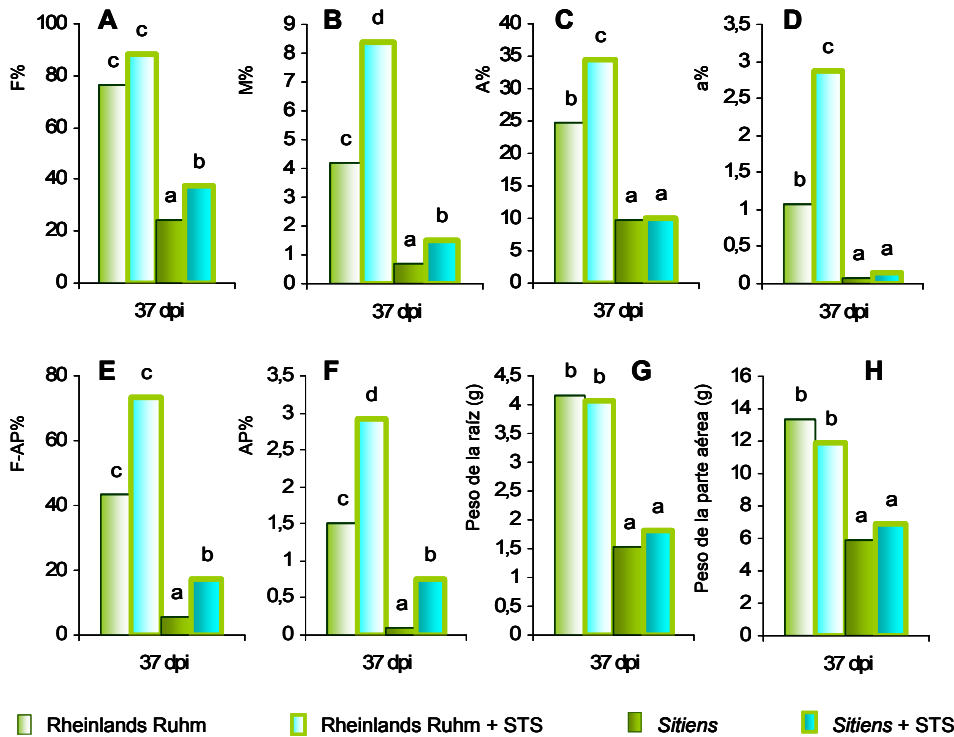 A
F%
100
80
60
40
20
0
c
c
a
b
37 dpi
B
M%
9
8
7
6
5
4
3
2
1
0
c
d
a
b
37 dpi
C
A%
40
35
30
25
20
15
10
5
0
b
c
a
a
37 dpi
D
a%
3,5
3
2,5
2
1,5
1
0,5
0
b
c
a
a
37 dpi
E
F-AP%
80
60
40
20
0
c
c
a
b
37 dpi
F
AP%
3,5
3
2,5
2
1,5
1
0,5
0
c
d
a
b
37 dpi
G
Peso de la raíz (g)
4,5
4
3,5
3
2,5
2
1,5
1
0,5
0
b
b
a
a
37 dpi
H
Peso de la parte aérea (g)
16
14
12
10
8
6
4
2
0
b
b
a
a
37 dpi
Rheinlands Ruhm
Rheinlands Ruhm + STS
Sitiens
Sitiens + STS